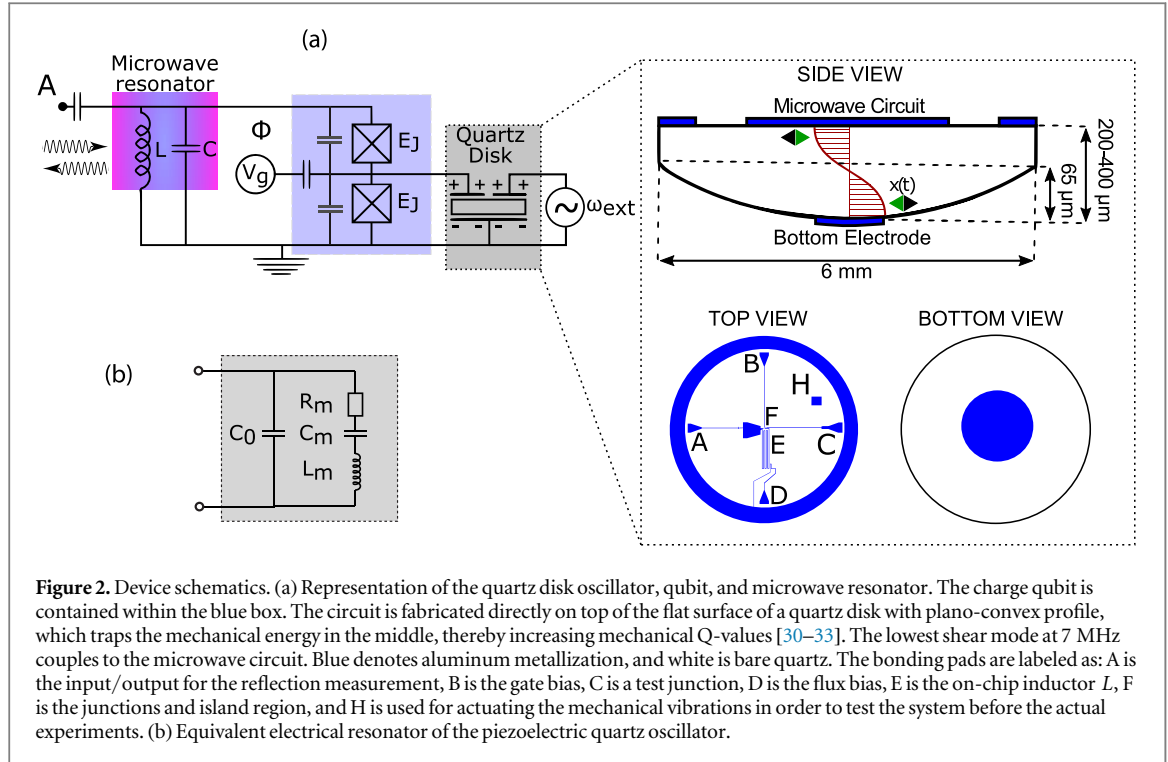 (a)
Microwave
resonator
A
L
C
Φ
Vg
EJ
EJ
Quartz
Disk
+ + + +
- - - -
~
ωext
SIDE VIEW
Microwave Circuit
x(t)
Bottom Electrode
65 μm
200-400 μm
6 mm
TOP VIEW
BOTTOM VIEW
B
H
F
A
E
C
D
(b)
C0
Rm
Cm
Lm
Figure 2. Device schematics. (a) Representation of the quartz disk oscillator, qubit, and microwave resonator. The charge qubit is
contained within the blue box. The circuit is fabricated directly on top of the flat surface of a quartz disk with plano-convex profile,
which traps the mechanical energy in the middle, thereby increasing mechanical Q-values [30–33]. The lowest shear mode at 7 MHz
couples to the microwave circuit. Blue denotes aluminum metallization, and white is bare quartz. The bonding pads are labeled as: A is
the input/output for the reflection measurement, B is the gate bias, C is a test junction, D is the flux bias, E is the on-chip inductor L, F
is the junctions and island region, and H is used for actuating the mechanical vibrations in order to test the system before the actual
experiments. (b) Equivalent electrical resonator of the piezoelectric quartz oscillator.